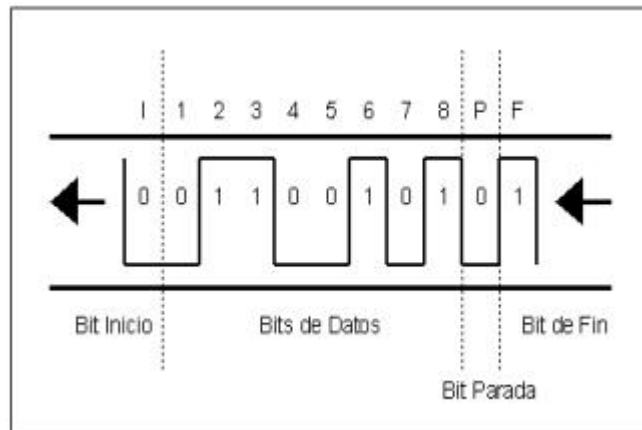 I 1 2 3 4 5 6 7 8 P F
0 0 1 1 0 0 1 0 1 0 1
Bit Inicio Bits de Datos Bit de Fin
Bit Parada